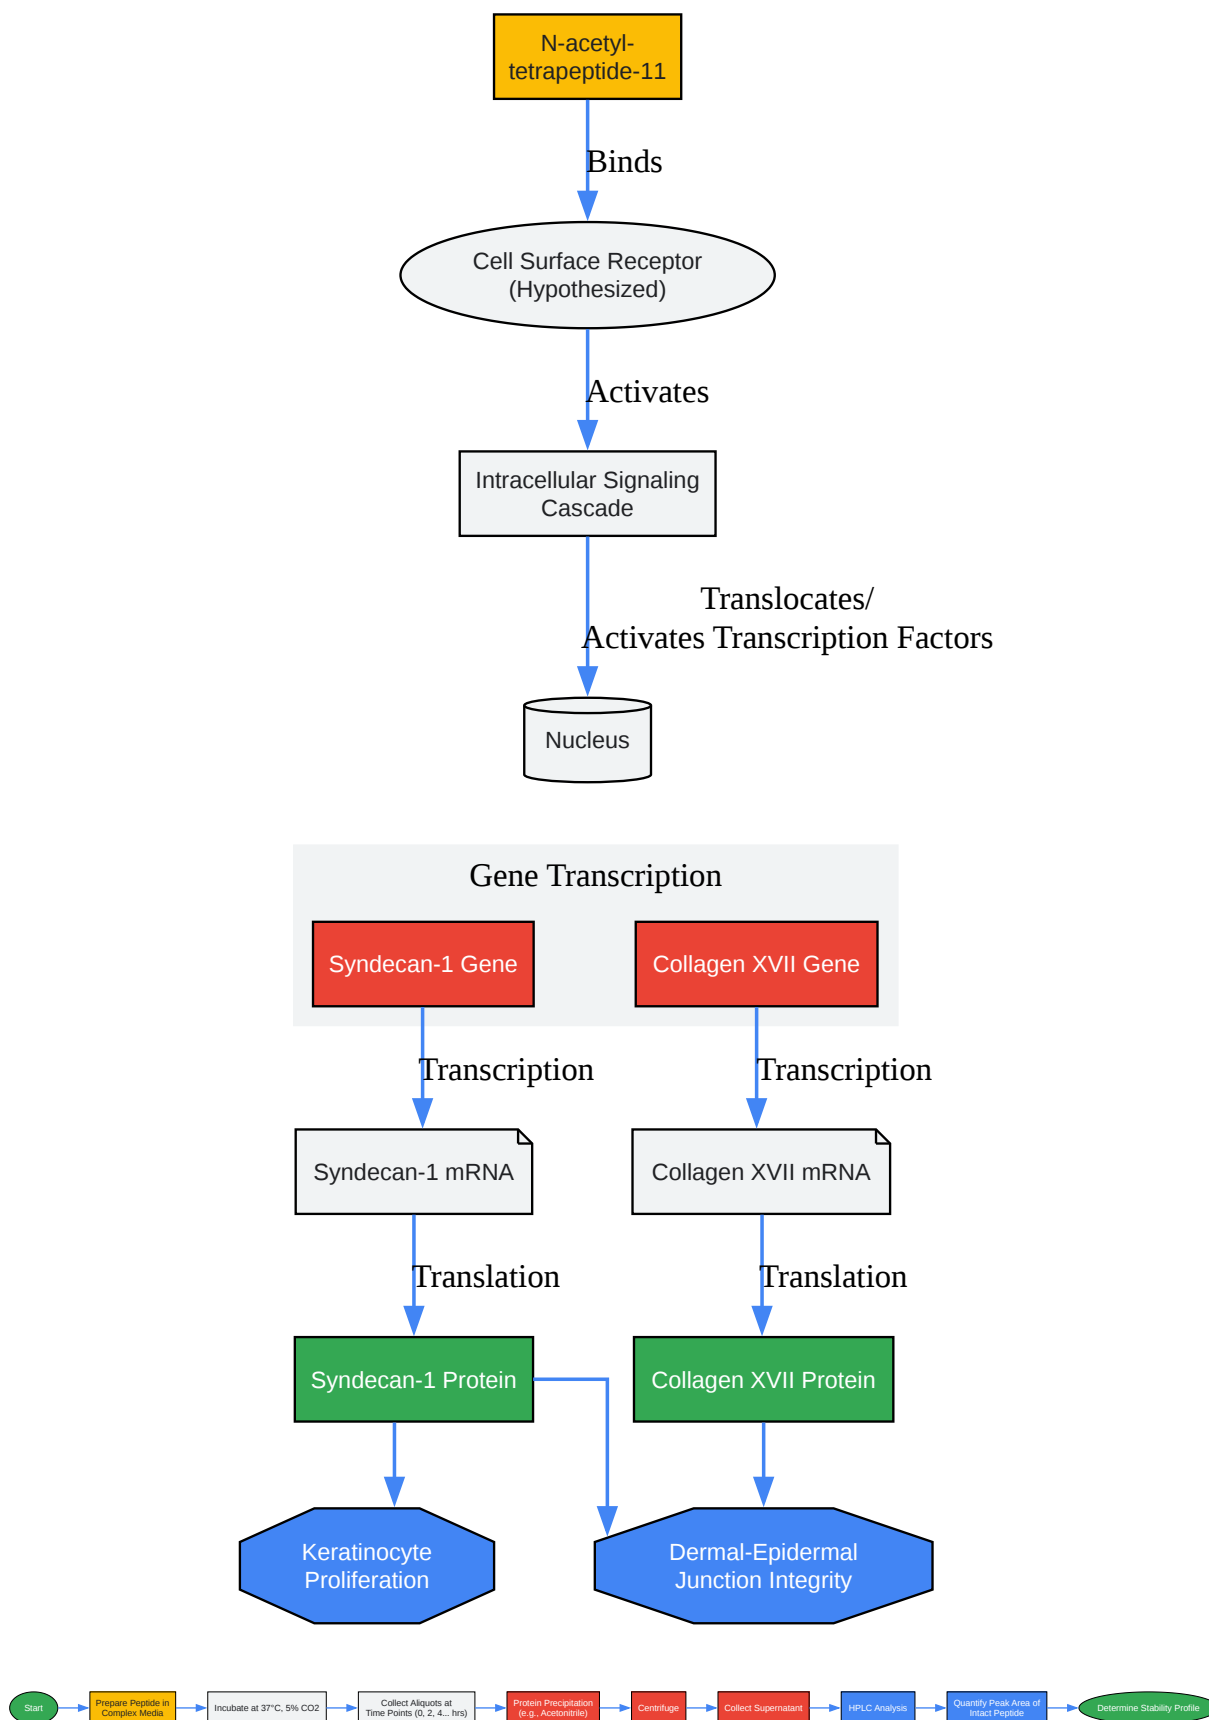 N-acetyl-
tetrapeptide-11
Binds
Cell Surface Receptor
(Hypothesized)
Activates
Intracellular Signaling
Cascade
Translocates/
Activates Transcription Factors
Nucleus
Gene Transcription
Syndecan-1 Gene
Collagen XVII Gene
Transcription
Transcription
Syndecan-1 mRNA
Collagen XVII mRNA
Translation
Translation
Syndecan-1 Protein
Collagen XVII Protein
Keratinocyte
Proliferation
Dermal-Epidermal
Junction Integrity
Start
Prepare Peptide in
Complex Media
Incubate at 37°C, 5% CO2
Collect Aliquots at
Time Points (0, 2, 4... hrs)
Protein Precipitation
(e.g., Acetonitrile)
Centrifuge
Collect Supernatant
HPLC Analysis
Quantify Peak Area of
Intact Peptide
Determine Stability Profile